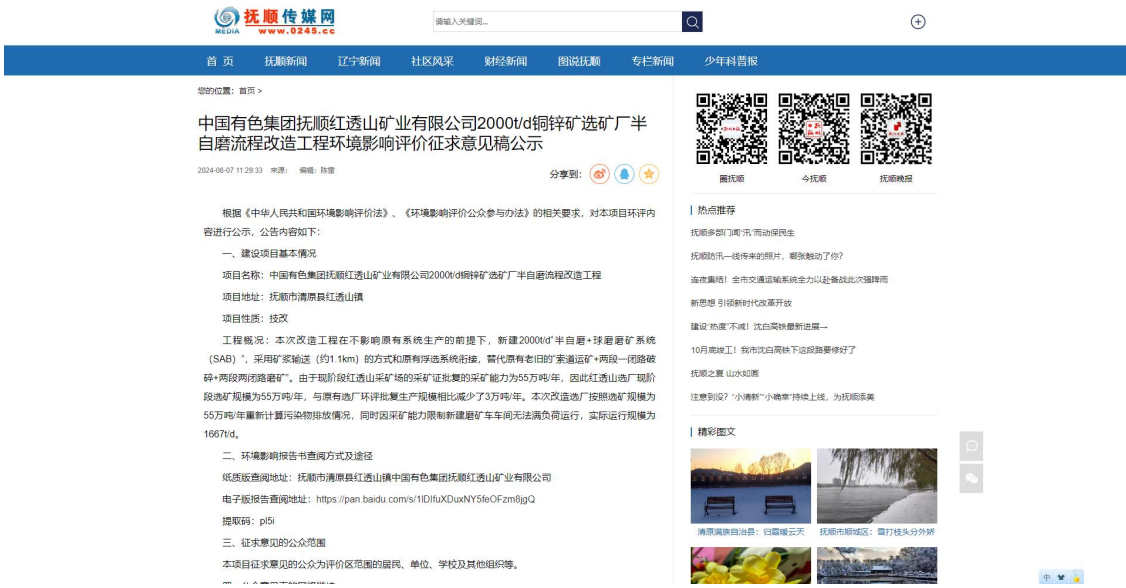 抚顺传媒网
MEDIA www.0245.cc
请输入关键词...
首 页 抚顺新闻 辽宁新闻 社区风采 财经新闻 图说抚顺 专栏新闻 少年科普报
您的位置：首页 >
中国有色集团抚顺红透山矿业有限公司2000t/d铜锌矿选矿厂半
自磨流程改造工程环境影响评价征求意见稿公示
2024-08-07 11:29:33 来源： 编辑：陈雷
分享到：
根据《中华人民共和国环境影响评价法》、《环境影响评价公众参与办法》的相关要求，对本项目环评内
容进行公示，公告内容如下：
一、建设项目基本情况
项目名称：中国有色集团抚顺红透山矿业有限公司2000t/d铜锌矿选矿厂半自磨流程改造工程
项目地址：抚顺市清原县红透山镇
项目性质：技改
工程概况：本次改造工程在不影响原有系统生产的前提下，新建2000t/d“半自磨+球磨磨矿系统
（SAB）”，采用矿浆输送（约1.1km）的方式和原有浮选系统衔接，替代原有老旧的“索道运矿+两段一闭路破
碎+两段两闭路磨矿”。由于现阶段红透山采矿场的采矿证批复的采矿能力为55万吨/年，因此红透山选厂现阶
段选矿规模为55万吨/年，与原有选厂环评批复生产规模相比减少了3万吨/年。本次改造选厂按照选矿规模为
55万吨/年重新计算污染物排放情况，同时因采矿能力限制新建磨矿车车间无法满负荷运行，实际运行规模为
1667t/d。
二、环境影响报告书查阅方式及途径
纸质版查阅地址：抚顺市清原县红透山镇中国有色集团抚顺红透山矿业有限公司
电子版报告查阅地址：https://pan.baidu.com/s/1lDIfuXDuxNY5feOFzm8jgQ
提取码：pl5i
三、征求意见的公众范围
本项目征求意见的公众为评价区范围的居民、单位、学校及其他组织等。
圈抚顺 今抚顺 抚顺晚报
热点推荐
抚顺多部门闻“汛”而动保民生
抚顺防汛一线传来的照片，哪张触动了你？
连夜集结！全市交通运输系统全力以赴备战此次强降雨
新思想 引领新时代改革开放
建设“热度”不减！沈白高铁最新进展→
10月底竣工！我市沈白高铁下这段路要修好了
抚顺之夏 山水如画
注意到没？“小清新”“小确幸”持续上线，为抚顺添美
精彩图文
清原满族自治县：归霞暖云天 抚顺市顺城区：雪打枝头分外娇
中